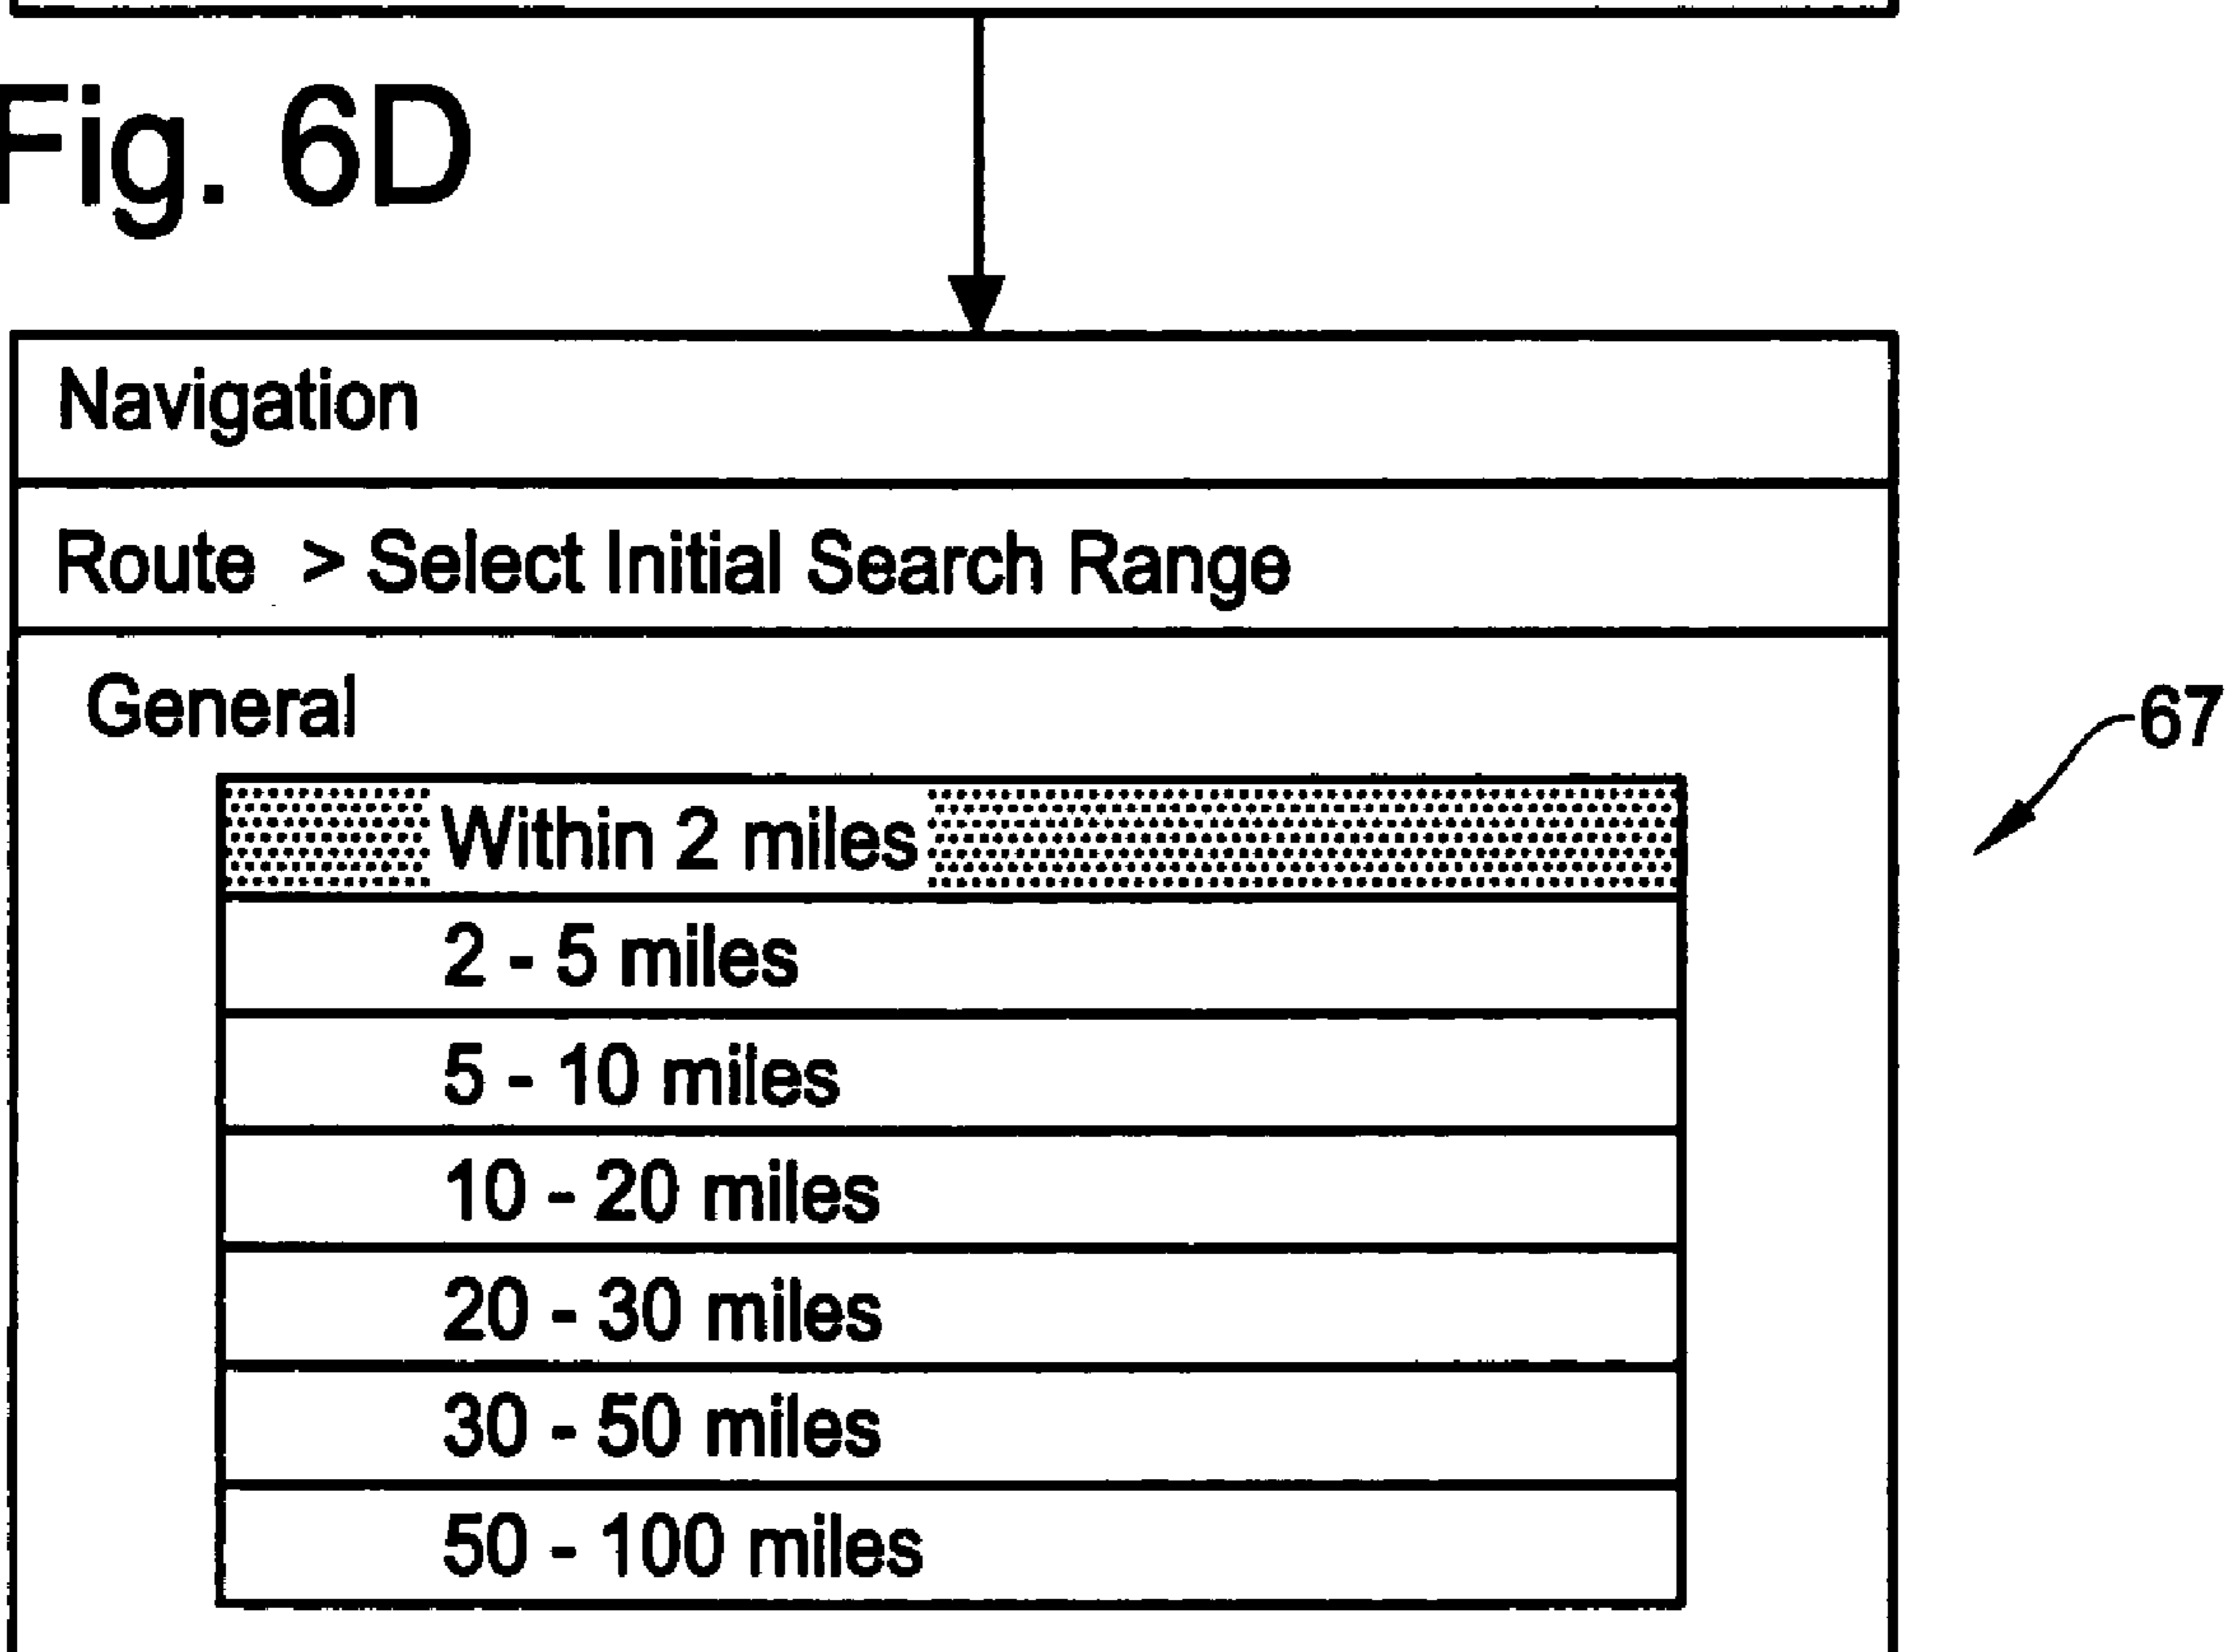 Fig. 6D
Navigation
Route > Select Initial Search Range
General
67
Within 2 miles
2 - 5 miles
5 - 10 miles
10 - 20 miles
20 - 30 miles
30 - 50 miles
50 - 100 miles